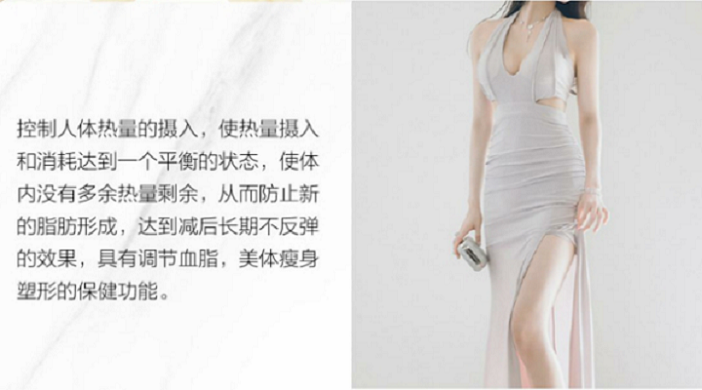 控制人体热量的摄入，使热量摄入
和消耗达到一个平衡的状态，使体
内没有多余热量剩余，从而防止新
的脂肪形成，达到减后长期不反弹
的效果，具有调节血脂，美体瘦身
塑形的保健功能。